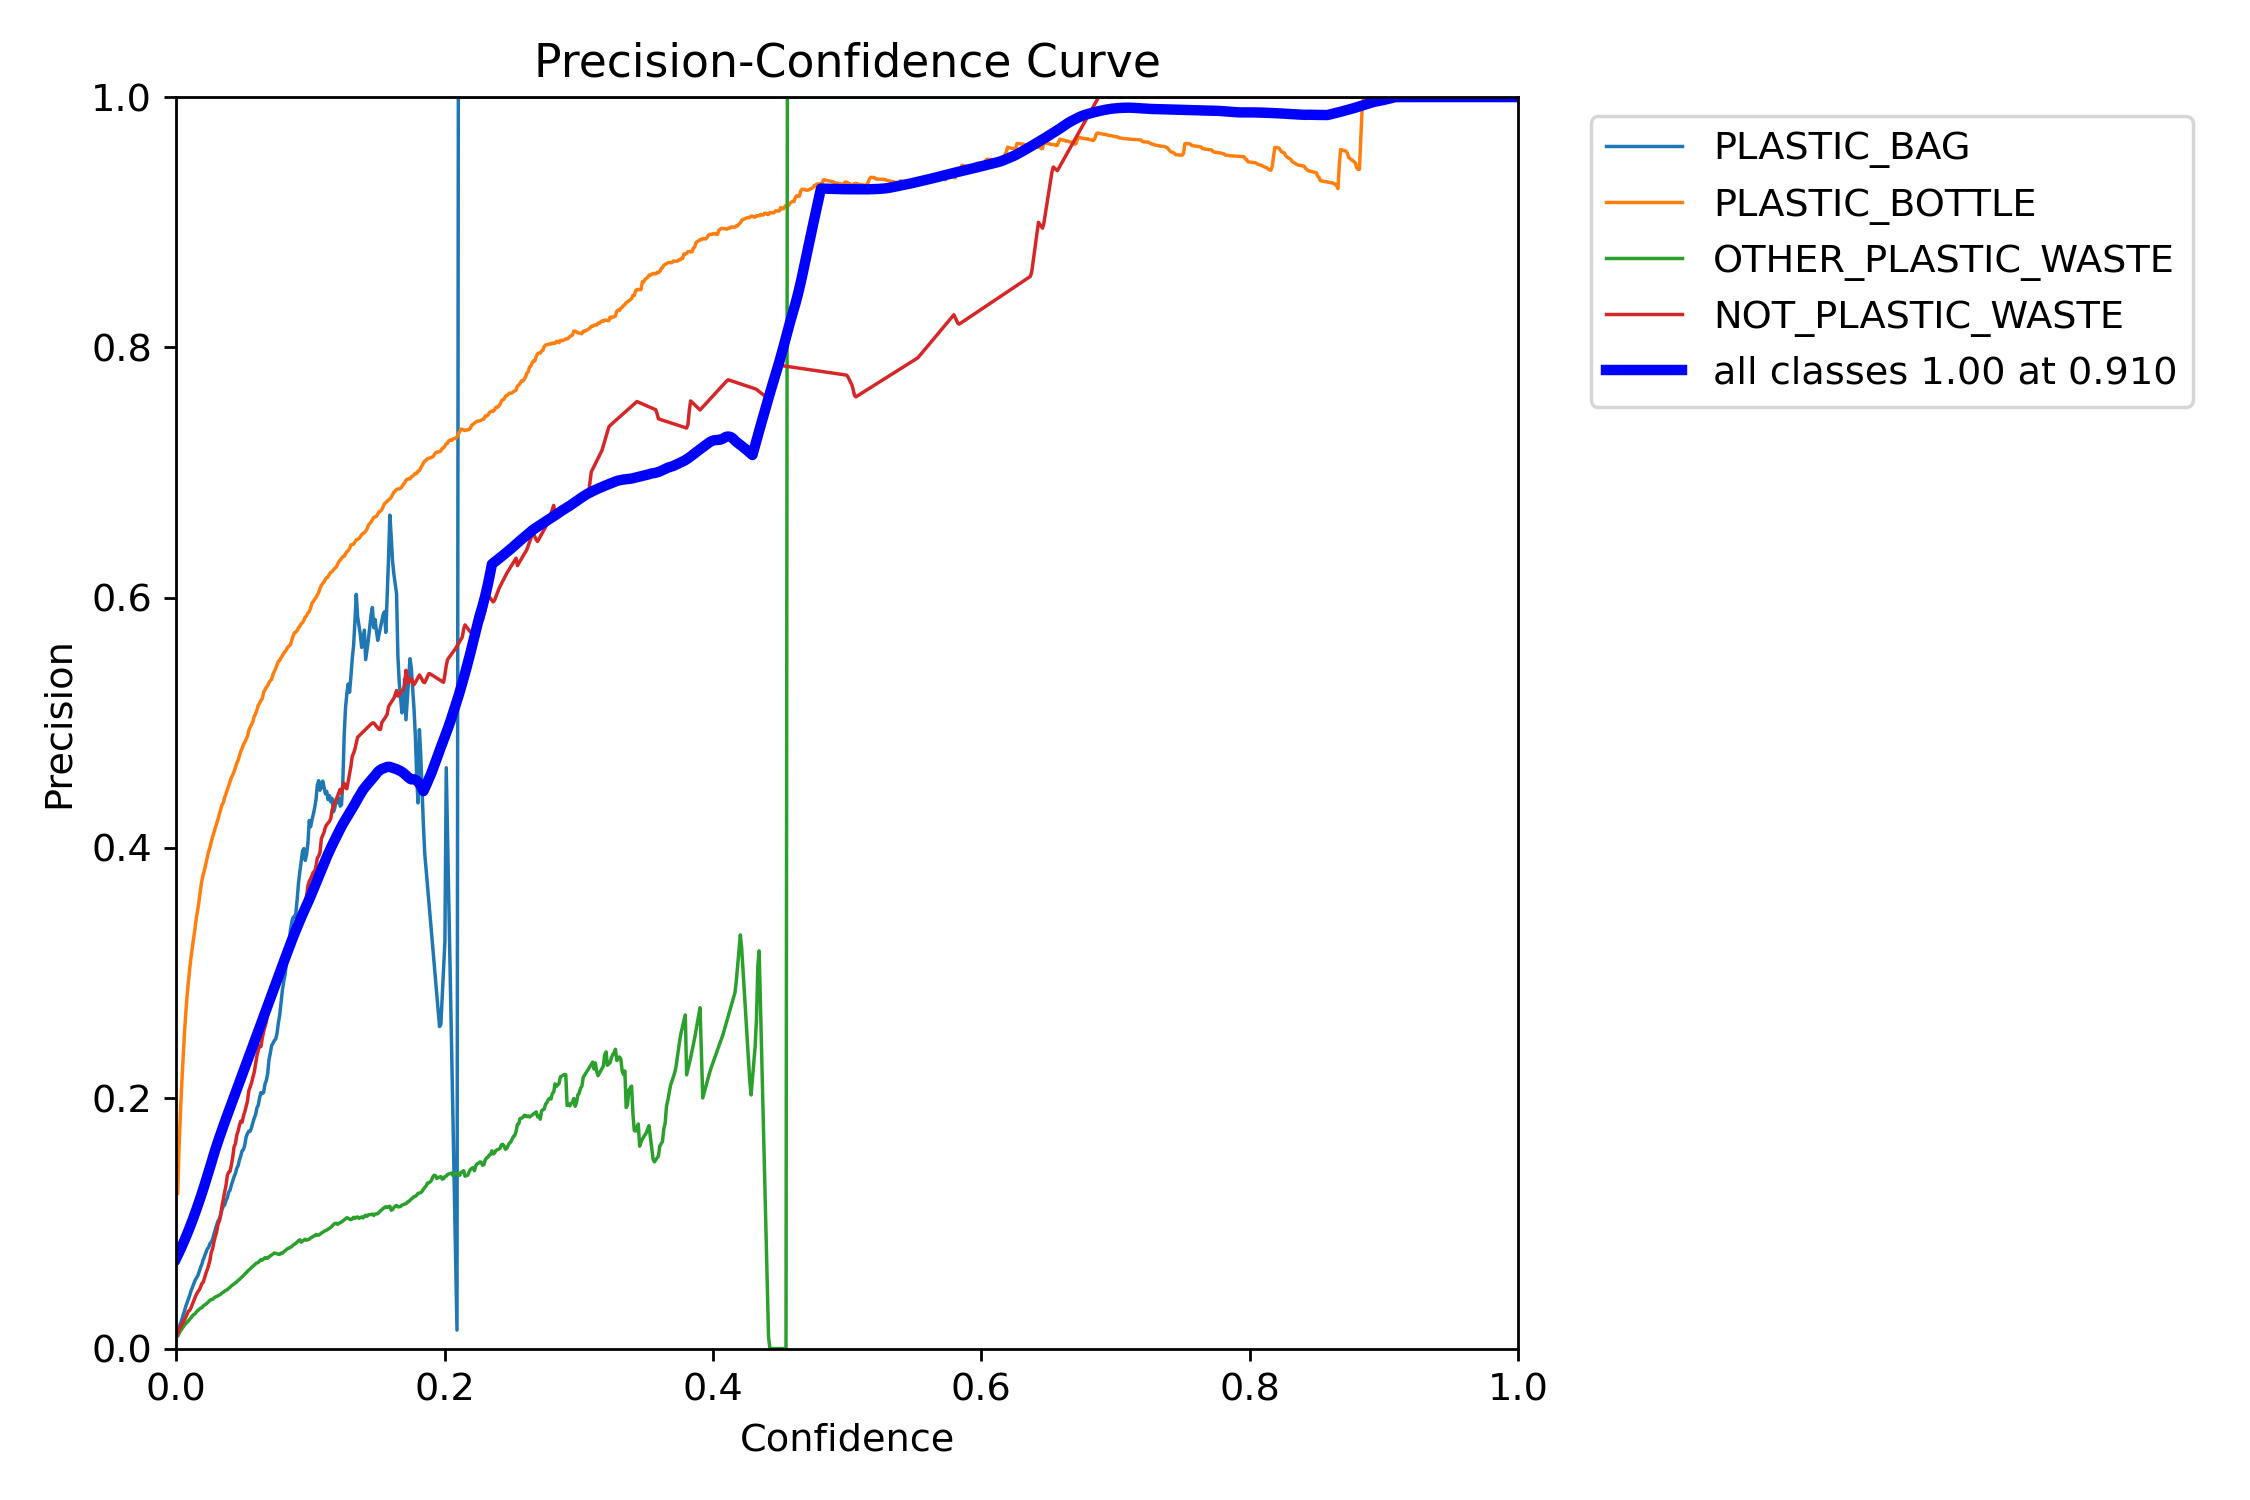 Precision-Confidence Curve
1.0
0.8
0.6
0.4
0.2
0.0
Precision
0.0 0.2 0.4 0.6 0.8 1.0
Confidence
PLASTIC_BAG
PLASTIC_BOTTLE
OTHER_PLASTIC_WASTE
NOT_PLASTIC_WASTE
all classes 1.00 at 0.910